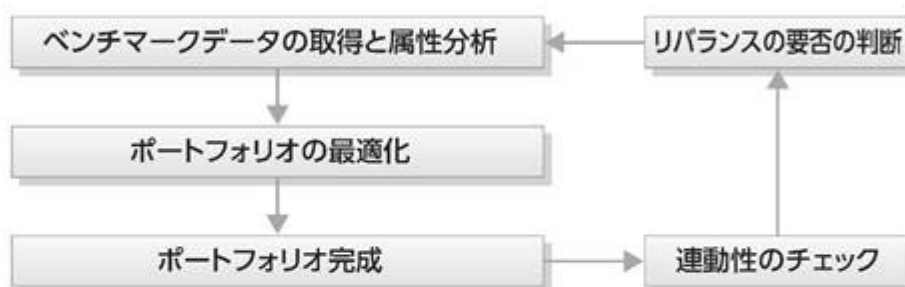 ベンチマークデータの取得と属性分析
リバランスの要否の判断
ポートフォリオの最適化
ポートフォリオ完成
連動性のチェック